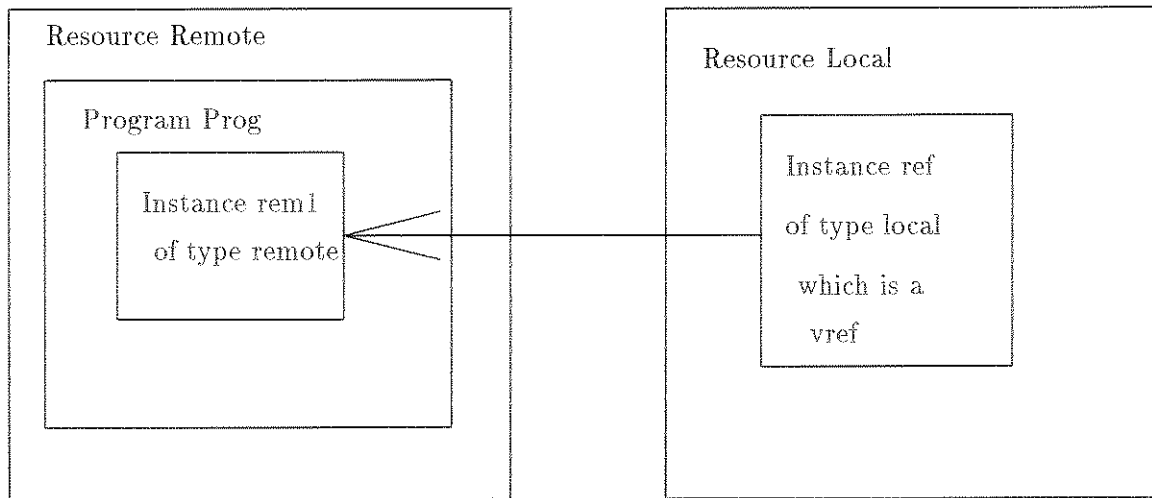 Resource Remote
Program Prog
Instance rem1
of type remote
Resource Local
Instance ref
of type local
which is a
vref